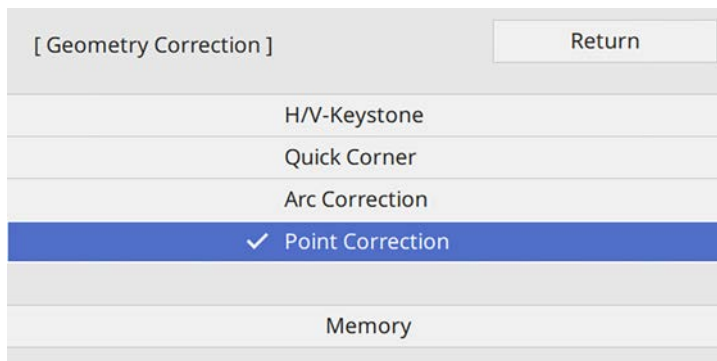 [ Geometry Correction ]
Return
H/V-Keystone
Quick Corner
Arc Correction
✓ Point Correction
Memory